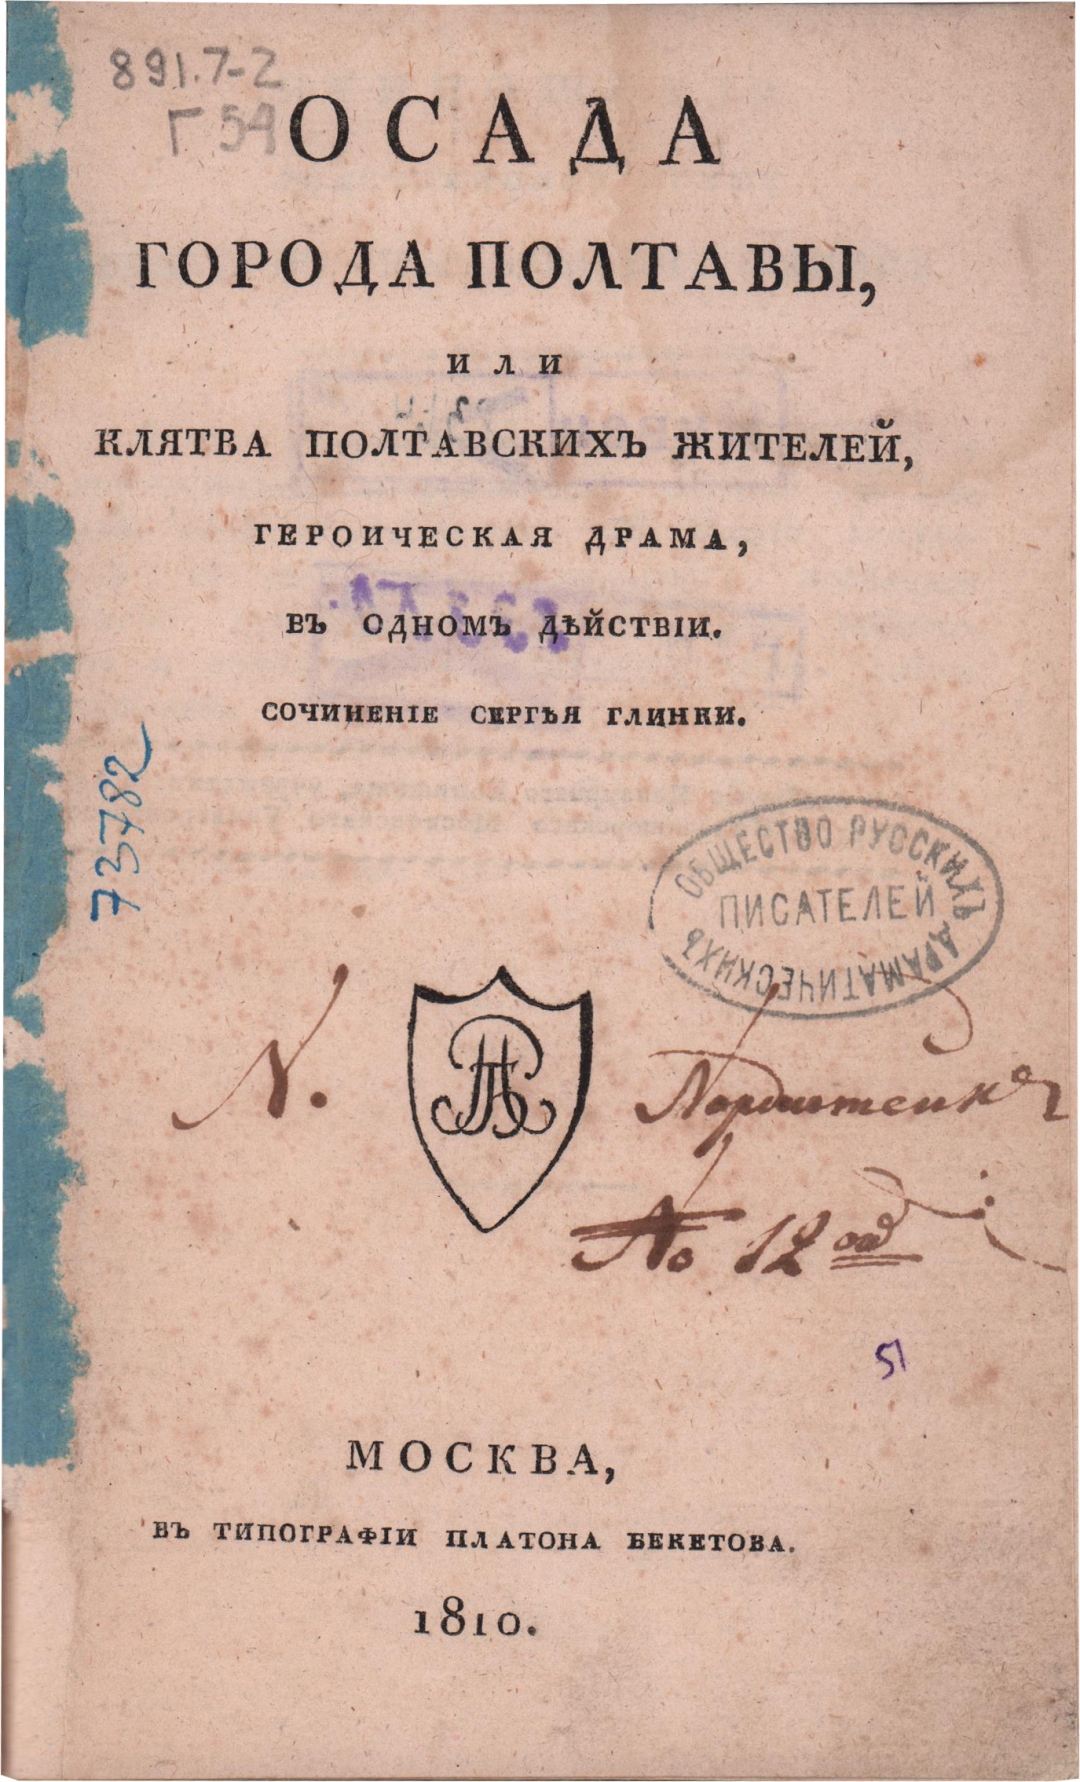 891.7-2
Г 54
ОСАДА
ГОРОДА ПОЛТАВЫ,
ИЛИ
КЛЯТВА ПОЛТАВСКИХЪ ЖИТЕЛЕЙ,
ГЕРОИЧЕСКАЯ ДРАМА,
ВЪ ОДНОМЪ ДѢЙСТВІИ.
СОЧИНЕНІЕ СЕРГѢЯ ГЛИНКИ.
73782
ОБЩЕСТВО РУССКИХЪ
ПИСАТЕЛЕЙ
ДРАМАТИЧЕСКИХЪ
N.
No 12
51
МОСКВА,
ВЪ ТИПОГРАФІИ ПЛАТОНА БЕКЕТОВА.
1810.